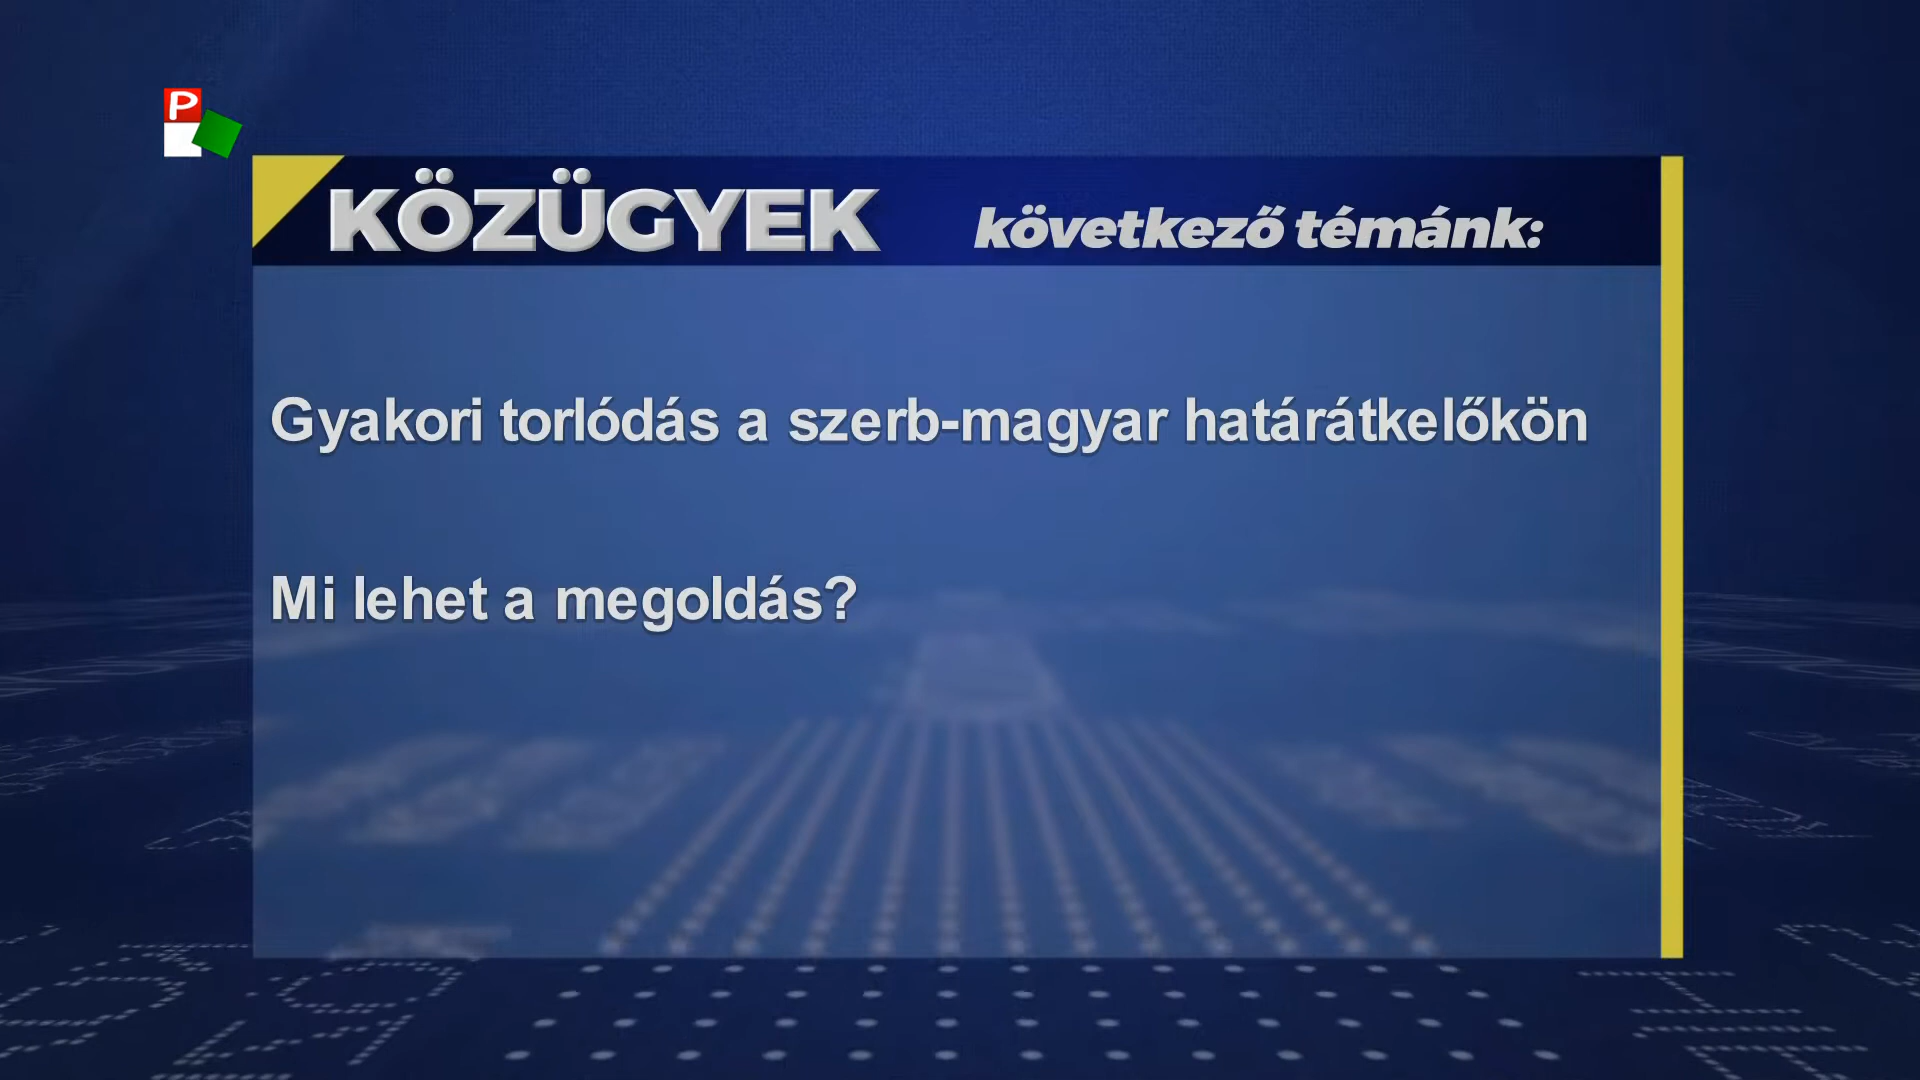 P
KÖZÜGYEK következő témánk:
Gyakori torlódás a szerb-magyar határátkelőkön
Mi lehet a megoldás?